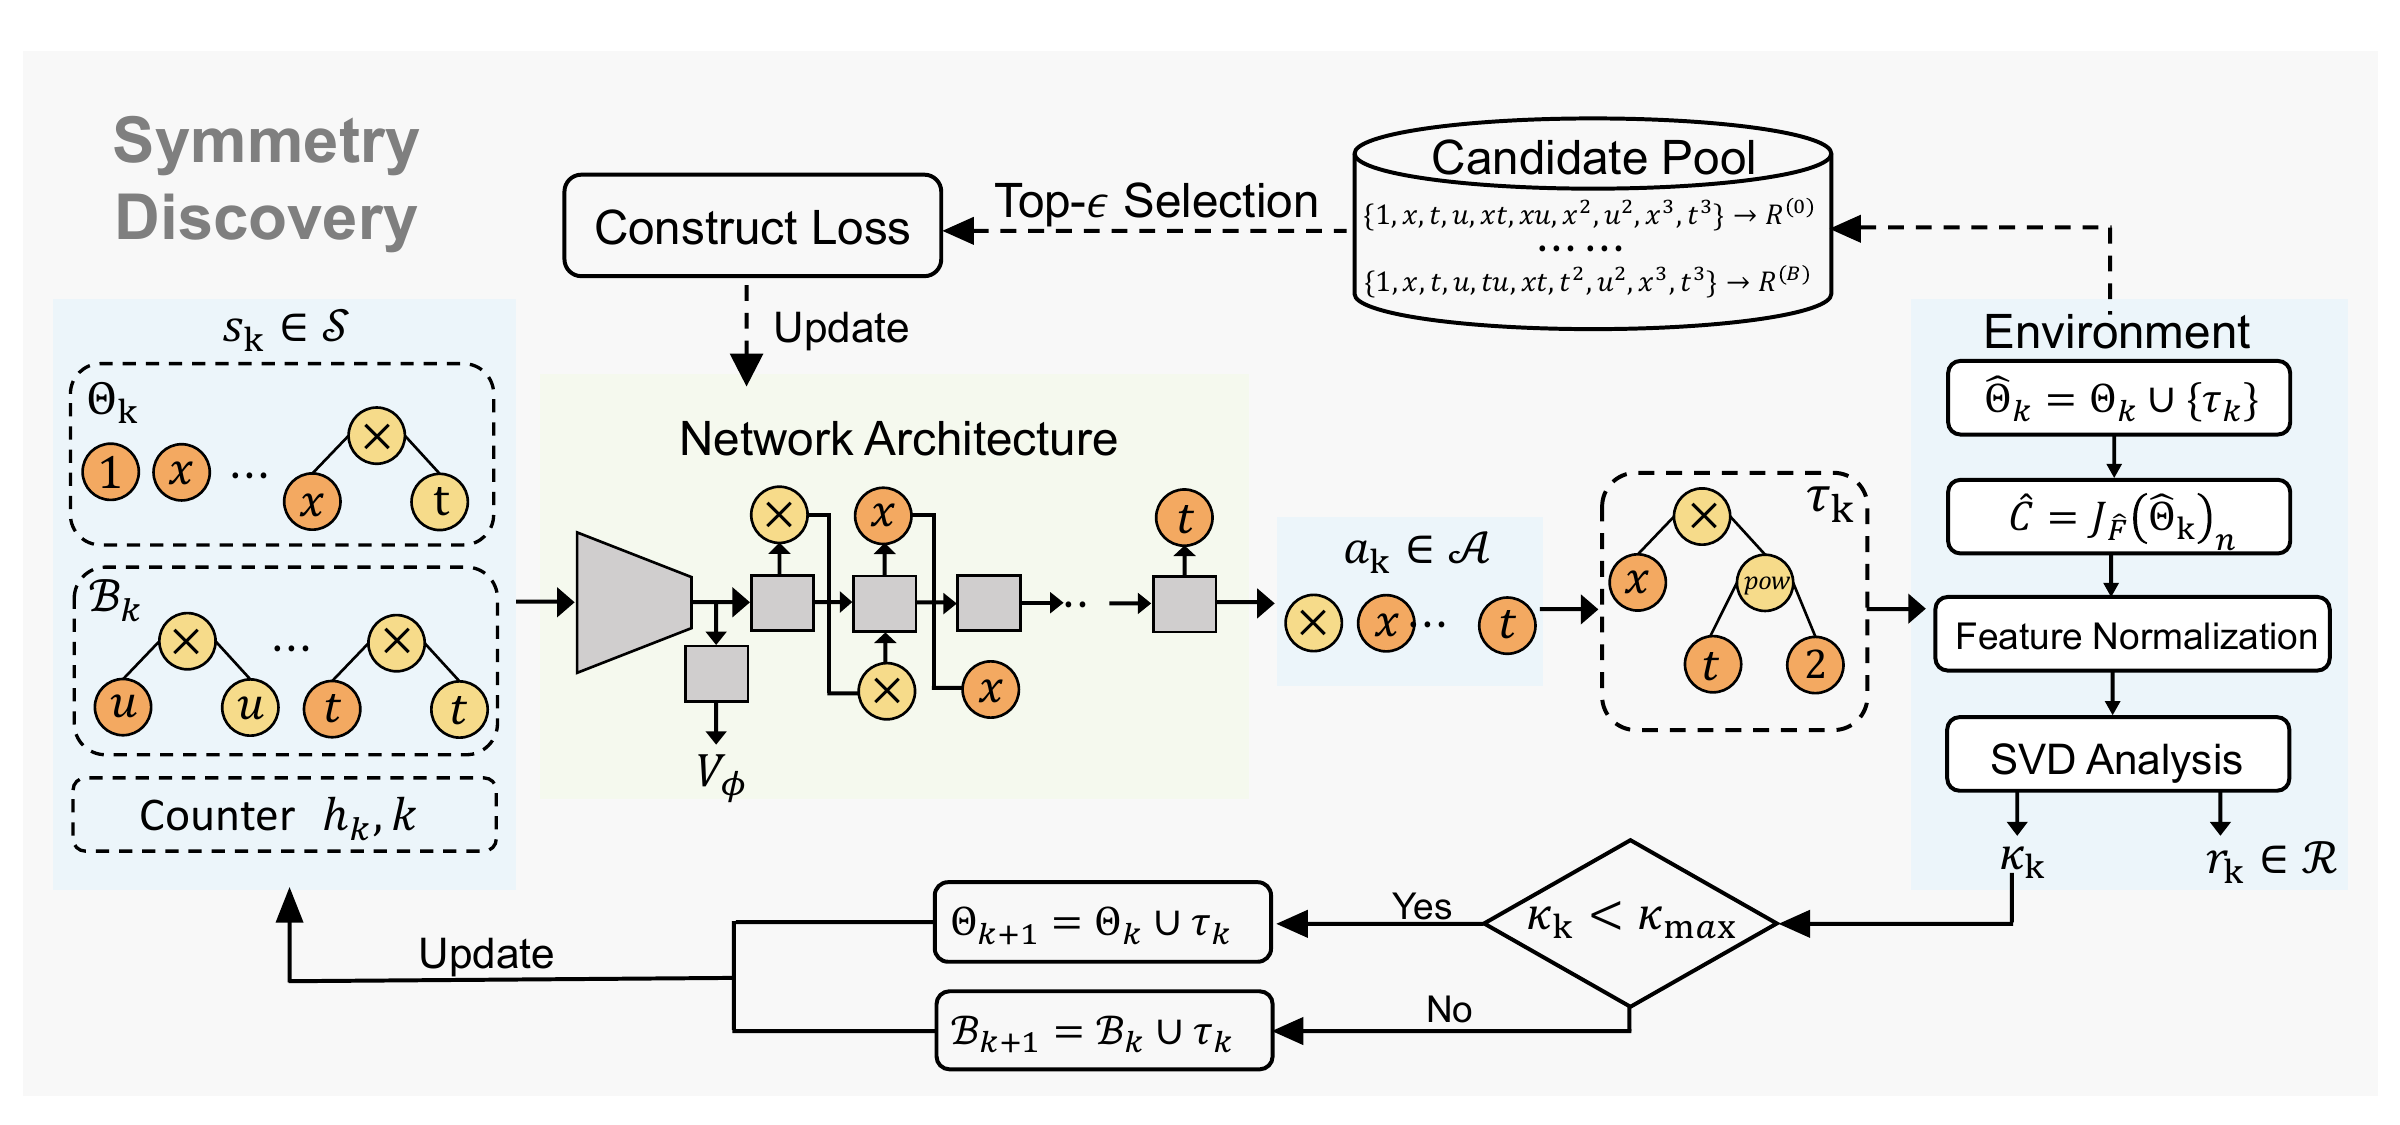 Symmetry
Discovery
Construct Loss
Top-ϵ Selection
Candidate Pool
{1, x, t, u, xt, xu, x², u², x³, t³} → R⁽⁰⁾
⋯ ⋯
{1, x, t, u, tu, xt, t², u², x³, t³} → R⁽ᴮ⁾
Update
s_k ∈ 𝒮
Θ_k
1 x ⋯ × x t
ℬ_k
× u u ⋯ × t t
Counter h_k, k
Network Architecture
× x t
× x
V_ϕ
a_k ∈ 𝒜
× x ⋯ t
τ_k
× x pow t 2
Environment
Θ̂_k = Θ_k ∪ {τ_k}
Ĉ = J_F̂(Θ̂_k)_n
Feature Normalization
SVD Analysis
κ_k
r_k ∈ ℛ
κ_k < κ_max
Yes
No
Θ_{k+1} = Θ_k ∪ τ_k
ℬ_{k+1} = ℬ_k ∪ τ_k
Update